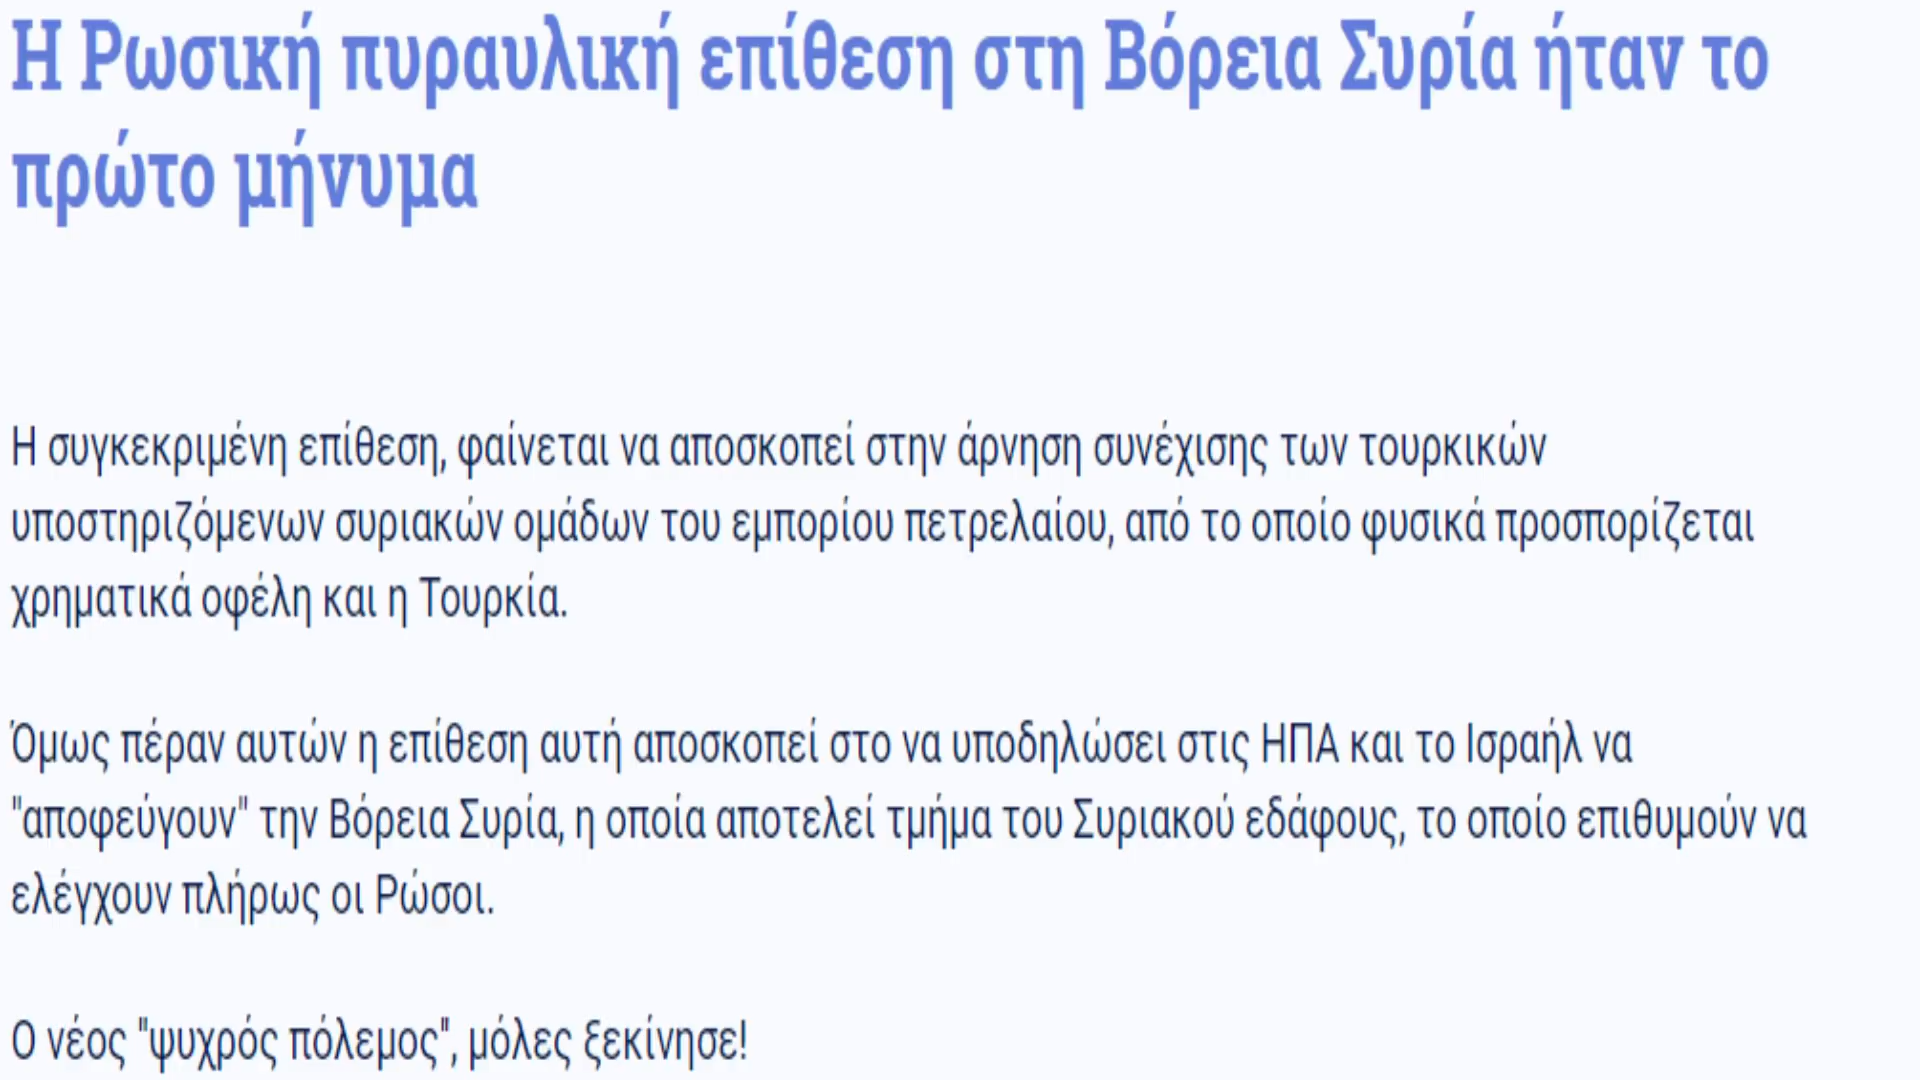 Η Ρωσική πυραυλική επίθεση στη Βόρεια Συρία ήταν το
πρώτο μήνυμα
Η συγκεκριμένη επίθεση, φαίνεται να αποσκοπεί στην άρνηση συνέχισης των τουρκικών
υποστηριζόμενων συριακών ομάδων του εμπορίου πετρελαίου, από το οποίο φυσικά προσπορίζεται
χρηματικά οφέλη και η Τουρκία.
Όμως πέραν αυτών η επίθεση αυτή αποσκοπεί στο να υποδηλώσει στις ΗΠΑ και το Ισραήλ να
"αποφεύγουν" την Βόρεια Συρία, η οποία αποτελεί τμήμα του Συριακού εδάφους, το οποίο επιθυμούν να
ελέγχουν πλήρως οι Ρώσοι.
Ο νέος "ψυχρός πόλεμος", μόλες ξεκίνησε!